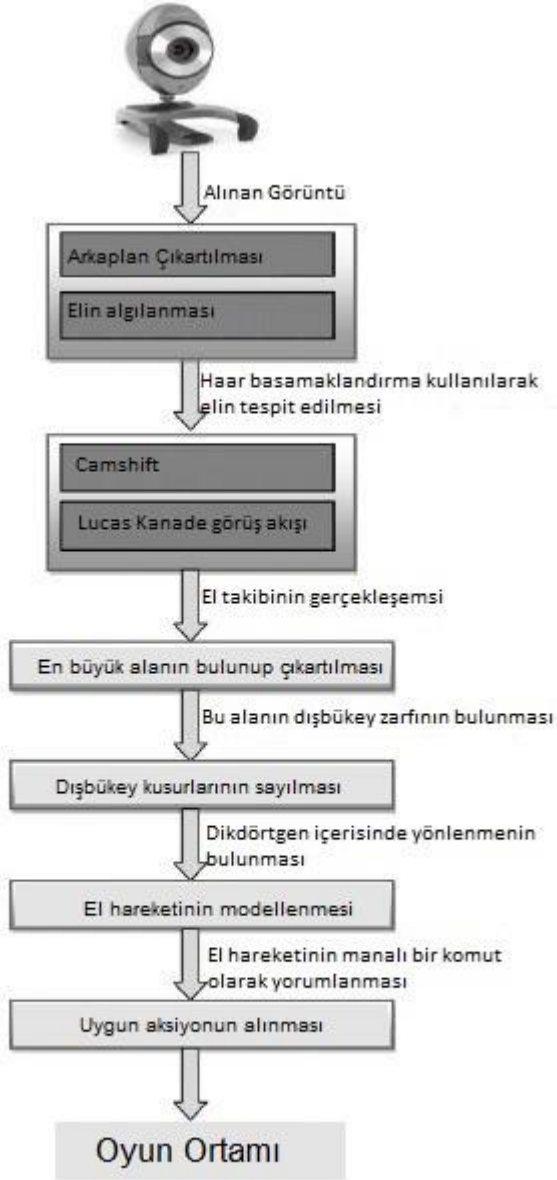 Alınan Görüntü
Arkaplan Çıkartılması
Elin algılanması
Haar basamaklandırma kullanılarak
elin tespit edilmesi
Camshift
Lucas Kanade görüş akışı
El takibinin gerçekleşemsi
En büyük alanın bulunup çıkartılması
Bu alanın dışbükey zarfının bulunması
Dışbükey kusurlarının sayılması
Dikdörtgen içerisinde yönlenmenin
bulunması
El hareketinin modellenmesi
El hareketinin manalı bir komut
olarak yorumlanması
Uygun aksiyonun alınması
Oyun Ortamı